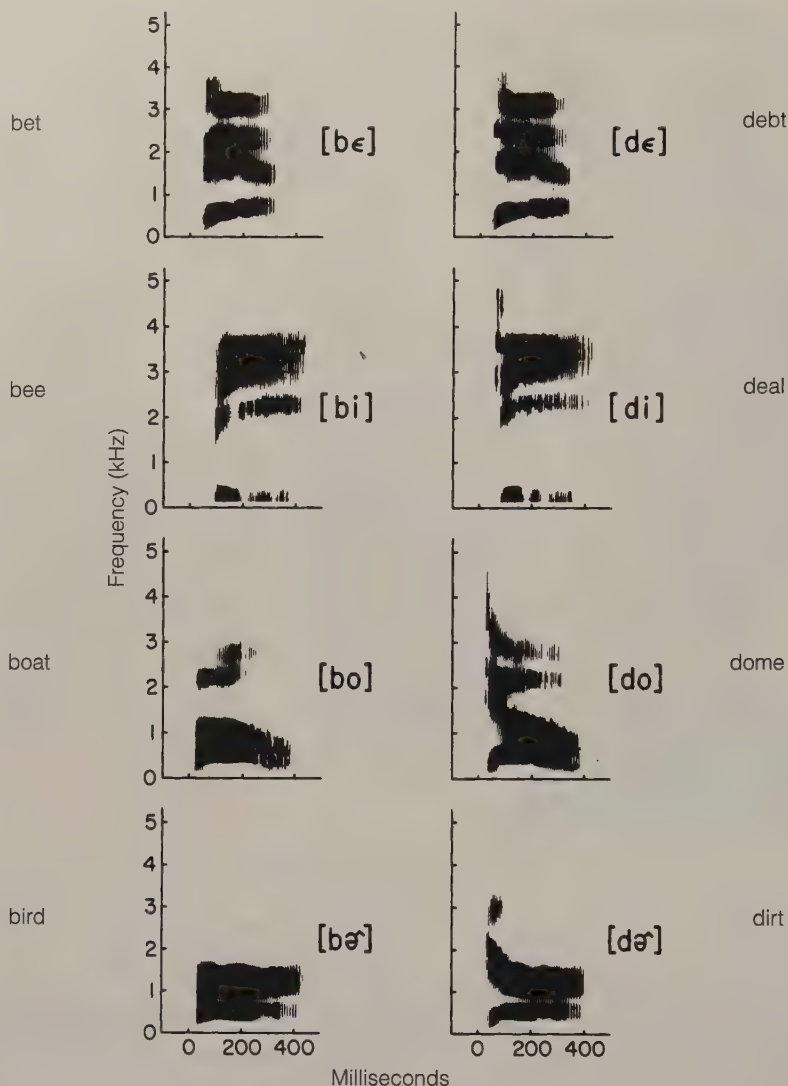 5
4
3
2
1
0
bet
[bɛ]
[dɛ]
debt
5
4
3
2
1
0
bee
[bi]
[di]
deal
Frequency (kHz)
5
4
3
2
1
0
boat
[bo]
[do]
dome
5
4
3
2
1
0
bird
[bɚ]
[dɚ]
dirt
0 200 400
0 200 400
Milliseconds